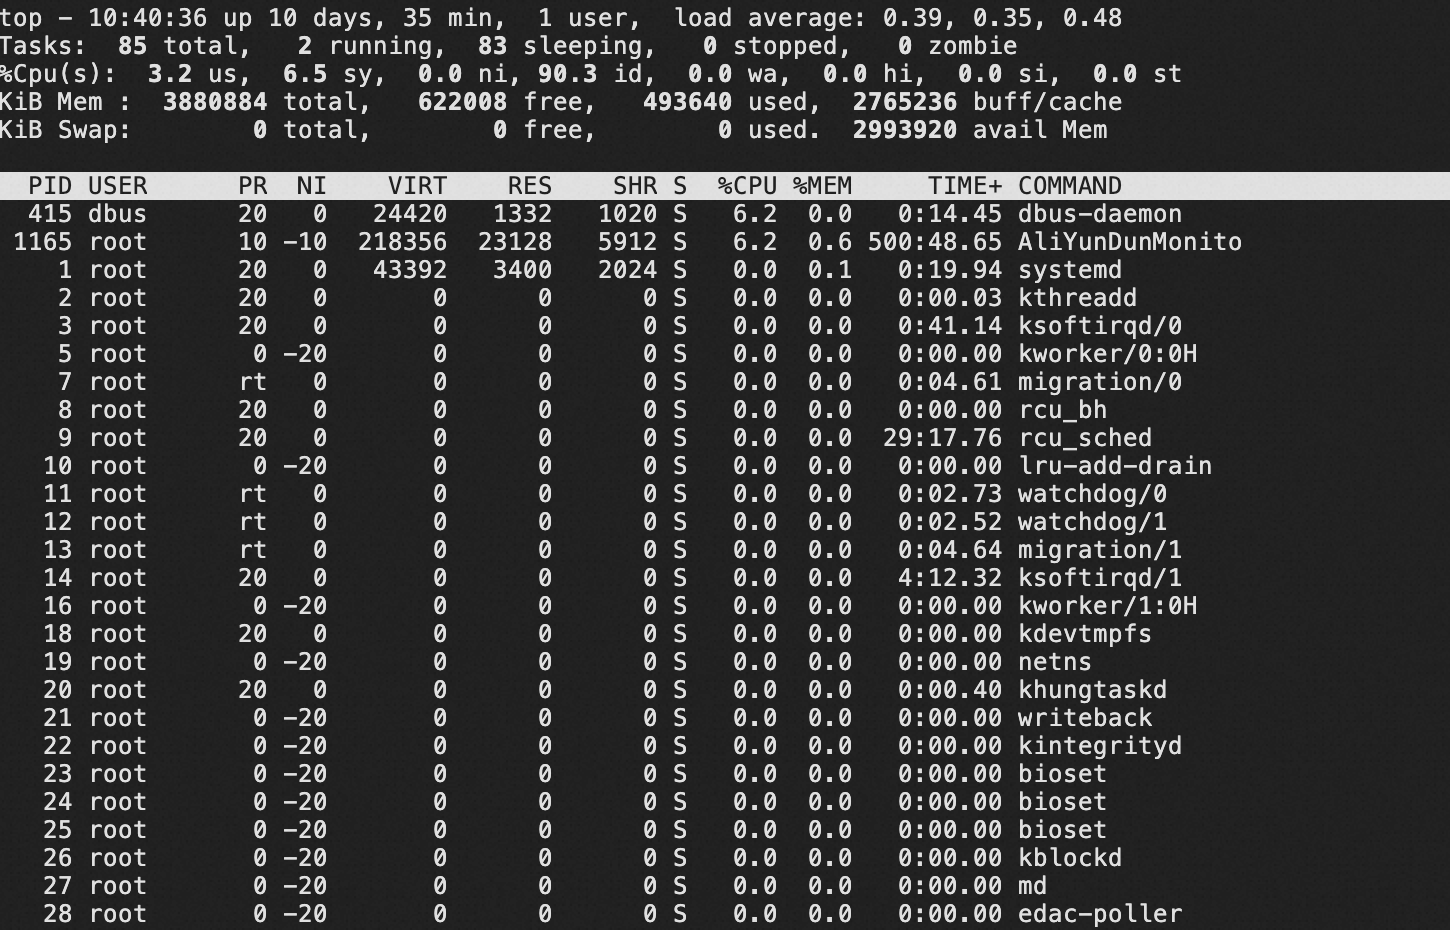 top - 10:40:36 up 10 days, 35 min,  1 user,  load average: 0.39, 0.35, 0.48
Tasks:  85 total,   2 running,  83 sleeping,   0 stopped,   0 zombie
%Cpu(s):  3.2 us,  6.5 sy,  0.0 ni, 90.3 id,  0.0 wa,  0.0 hi,  0.0 si,  0.0 st
KiB Mem :  3880884 total,   622008 free,   493640 used,  2765236 buff/cache
KiB Swap:        0 total,        0 free,        0 used.  2993920 avail Mem
PID USER      PR  NI    VIRT    RES    SHR S  %CPU %MEM     TIME+ COMMAND
415 dbus      20   0   24420   1332   1020 S   6.2  0.0   0:14.45 dbus-daemon
1165 root      10 -10  218356  23128   5912 S   6.2  0.6 500:48.65 AliYunDunMonito
1 root      20   0   43392   3400   2024 S   0.0  0.1   0:19.94 systemd
2 root      20   0       0      0      0 S   0.0  0.0   0:00.03 kthreadd
3 root      20   0       0      0      0 S   0.0  0.0   0:41.14 ksoftirqd/0
5 root       0 -20       0      0      0 S   0.0  0.0   0:00.00 kworker/0:0H
7 root      rt   0       0      0      0 S   0.0  0.0   0:04.61 migration/0
8 root      20   0       0      0      0 S   0.0  0.0   0:00.00 rcu_bh
9 root      20   0       0      0      0 S   0.0  0.0  29:17.76 rcu_sched
10 root       0 -20       0      0      0 S   0.0  0.0   0:00.00 lru-add-drain
11 root      rt   0       0      0      0 S   0.0  0.0   0:02.73 watchdog/0
12 root      rt   0       0      0      0 S   0.0  0.0   0:02.52 watchdog/1
13 root      rt   0       0      0      0 S   0.0  0.0   0:04.64 migration/1
14 root      20   0       0      0      0 S   0.0  0.0   4:12.32 ksoftirqd/1
16 root       0 -20       0      0      0 S   0.0  0.0   0:00.00 kworker/1:0H
18 root      20   0       0      0      0 S   0.0  0.0   0:00.00 kdevtmpfs
19 root       0 -20       0      0      0 S   0.0  0.0   0:00.00 netns
20 root      20   0       0      0      0 S   0.0  0.0   0:00.40 khungtaskd
21 root       0 -20       0      0      0 S   0.0  0.0   0:00.00 writeback
22 root       0 -20       0      0      0 S   0.0  0.0   0:00.00 kintegrityd
23 root       0 -20       0      0      0 S   0.0  0.0   0:00.00 bioset
24 root       0 -20       0      0      0 S   0.0  0.0   0:00.00 bioset
25 root       0 -20       0      0      0 S   0.0  0.0   0:00.00 bioset
26 root       0 -20       0      0      0 S   0.0  0.0   0:00.00 kblockd
27 root       0 -20       0      0      0 S   0.0  0.0   0:00.00 md
28 root       0 -20       0      0      0 S   0.0  0.0   0:00.00 edac-poller